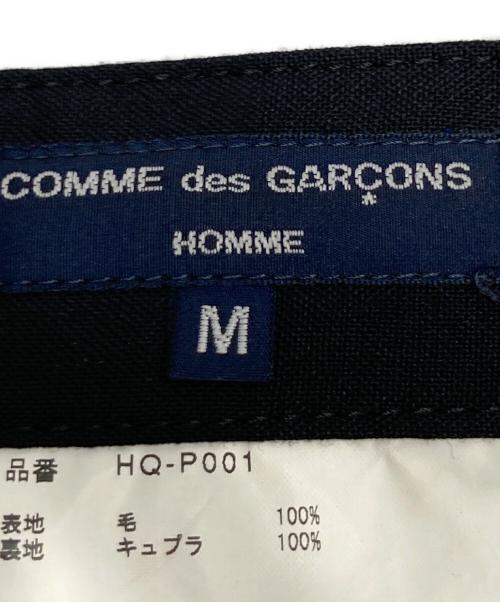 COMME des GARÇONS
HOMME
M
品番 HQ-P001
表地 毛 100%
裏地 キュプラ 100%